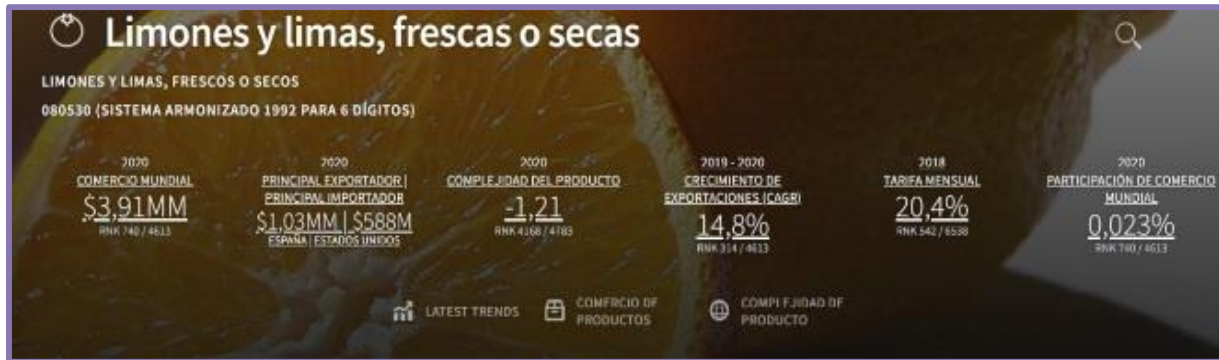 Limones y limas, frescas o secas
LIMONES Y LIMAS, FRESCOS O SECOS
080530 (SISTEMA ARMONIZADO 1992 PARA 6 DÍGITOS)
2020
COMERCIO MUNDIAL
$3,91MM
RNK 740 / 4613
2020
PRINCIPAL EXPORTADOR |
PRINCIPAL IMPORTADOR
$1,03MM | $588M
ESPAÑA | ESTADOS UNIDOS
2020
COMPLEJIDAD DEL PRODUCTO
-1,21
RNK 4168 / 4783
2019 - 2020
CRECIMIENTO DE
EXPORTACIONES (CAGR)
14,8%
RNK 314 / 4613
2018
TARIFA MENSUAL
20,4%
RNK 542 / 6538
2020
PARTICIPACIÓN DE COMERCIO
MUNDIAL
0,023%
RNK 740 / 4613
LATEST TRENDS
COMERCIO DE
PRODUCTOS
COMPLEJIDAD DE
PRODUCTO